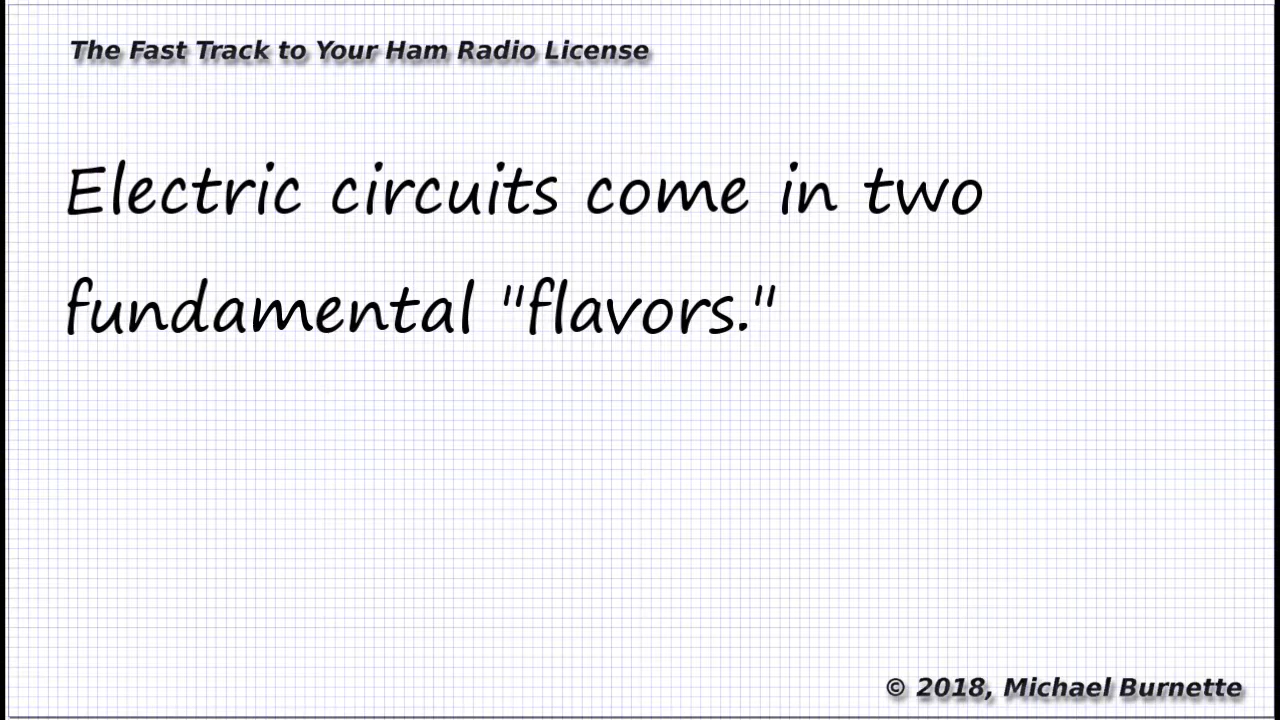 The Fast Track to Your Ham Radio License
Electric circuits come in two
fundamental "flavors."
© 2018, Michael Burnette